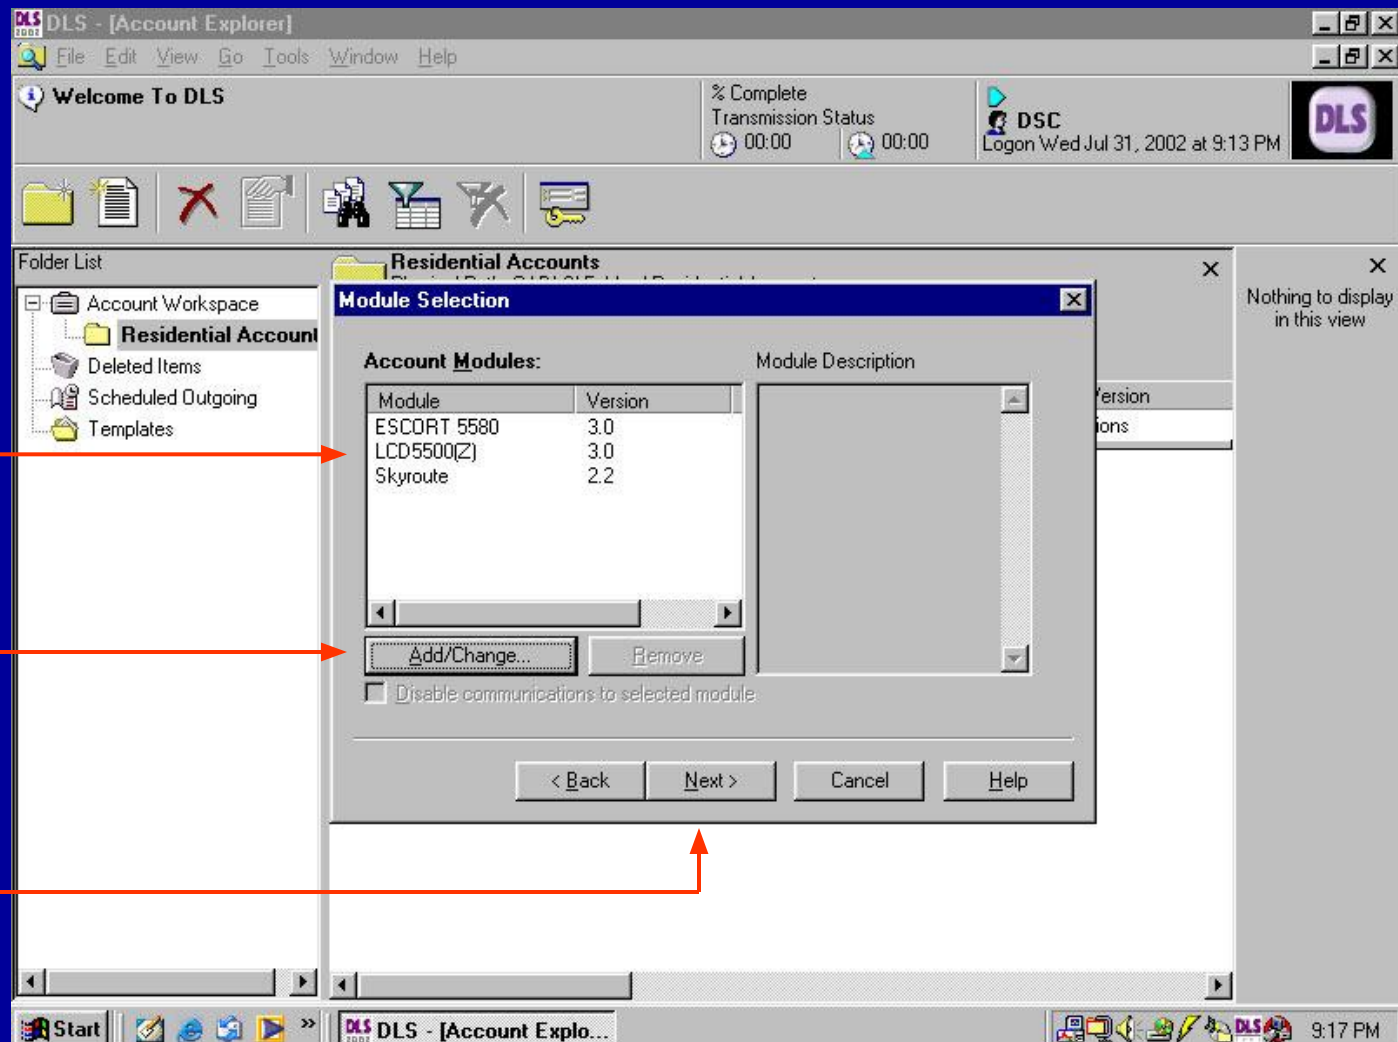 DLS - [Account Explorer]
File Edit View Go Tools Window Help
Welcome To DLS
% Complete
Transmission Status
00:00 00:00
DSC
Logon Wed Jul 31, 2002 at 9:13 PM
DLS
Folder List
Account Workspace
Residential Account
Deleted Items
Scheduled Outgoing
Templates
Residential Accounts
Nothing to display
in this view
Module Selection
Account Modules:
Module Description
Module Version
ESCORT 5580 3.0
LCD5500(Z) 3.0
Skyroute 2.2
Add/Change... Remove
Disable communications to selected module
< Back Next > Cancel Help
ersion
ions
Start
»
DLS - [Account Explo...
DLS
9:17 PM